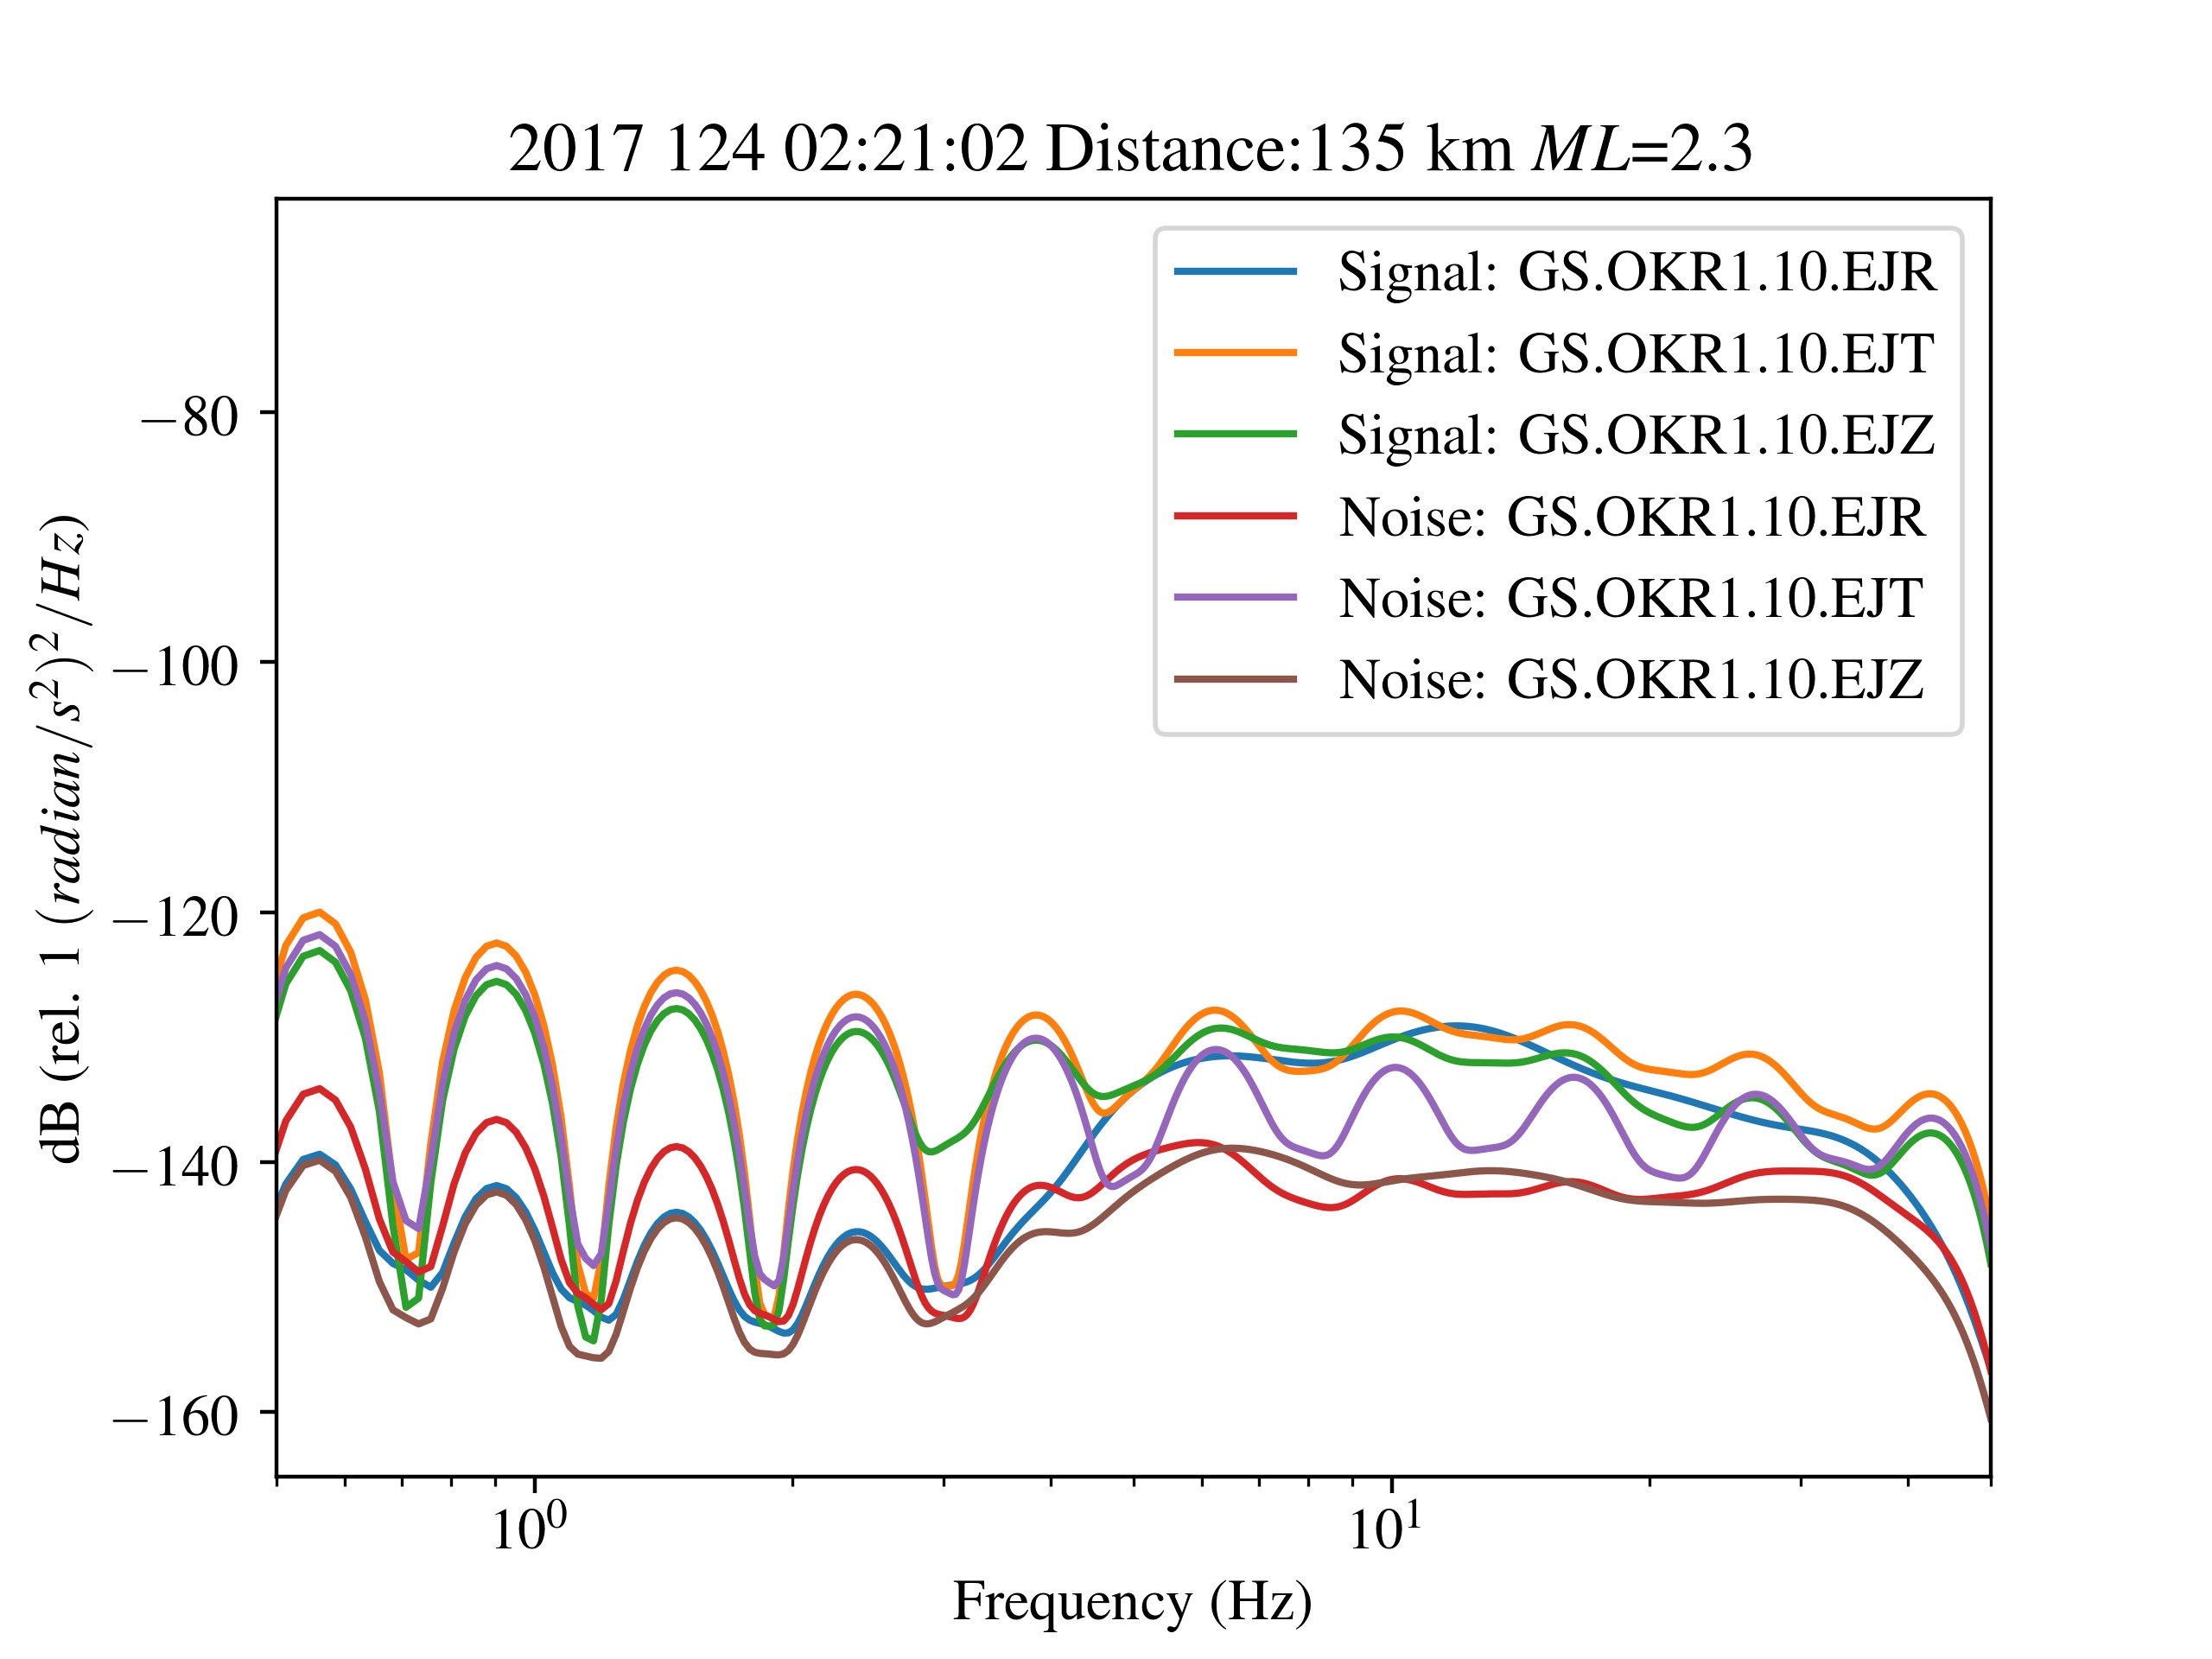 2017 124 02:21:02 Distance:135 km ML=2.3
Signal: GS.OKR1.10.EJR
Signal: GS.OKR1.10.EJT
Signal: GS.OKR1.10.EJZ
Noise: GS.OKR1.10.EJR
Noise: GS.OKR1.10.EJT
Noise: GS.OKR1.10.EJZ
dB (rel. 1 (radian/s²)²/Hz)
−80
−100
−120
−140
−160
10⁰ 10¹
Frequency (Hz)